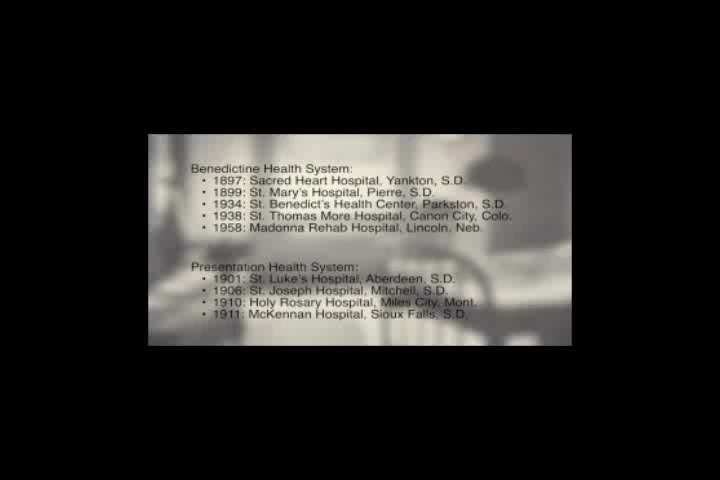 Benedictine Health System:
• 1897: Sacred Heart Hospital, Yankton, S.D.
• 1899: St. Mary's Hospital, Pierre, S.D.
• 1934: St. Benedict's Health Center, Parkston, S.D.
• 1938: St. Thomas More Hospital, Canon City, Colo.
• 1958: Madonna Rehab Hospital, Lincoln, Neb.
Presentation Health System:
• 1901: St. Luke's Hospital, Aberdeen, S.D.
• 1906: St. Joseph Hospital, Mitchell, S.D.
• 1910: Holy Rosary Hospital, Miles City, Mont.
• 1911: McKennan Hospital, Sioux Falls, S.D.